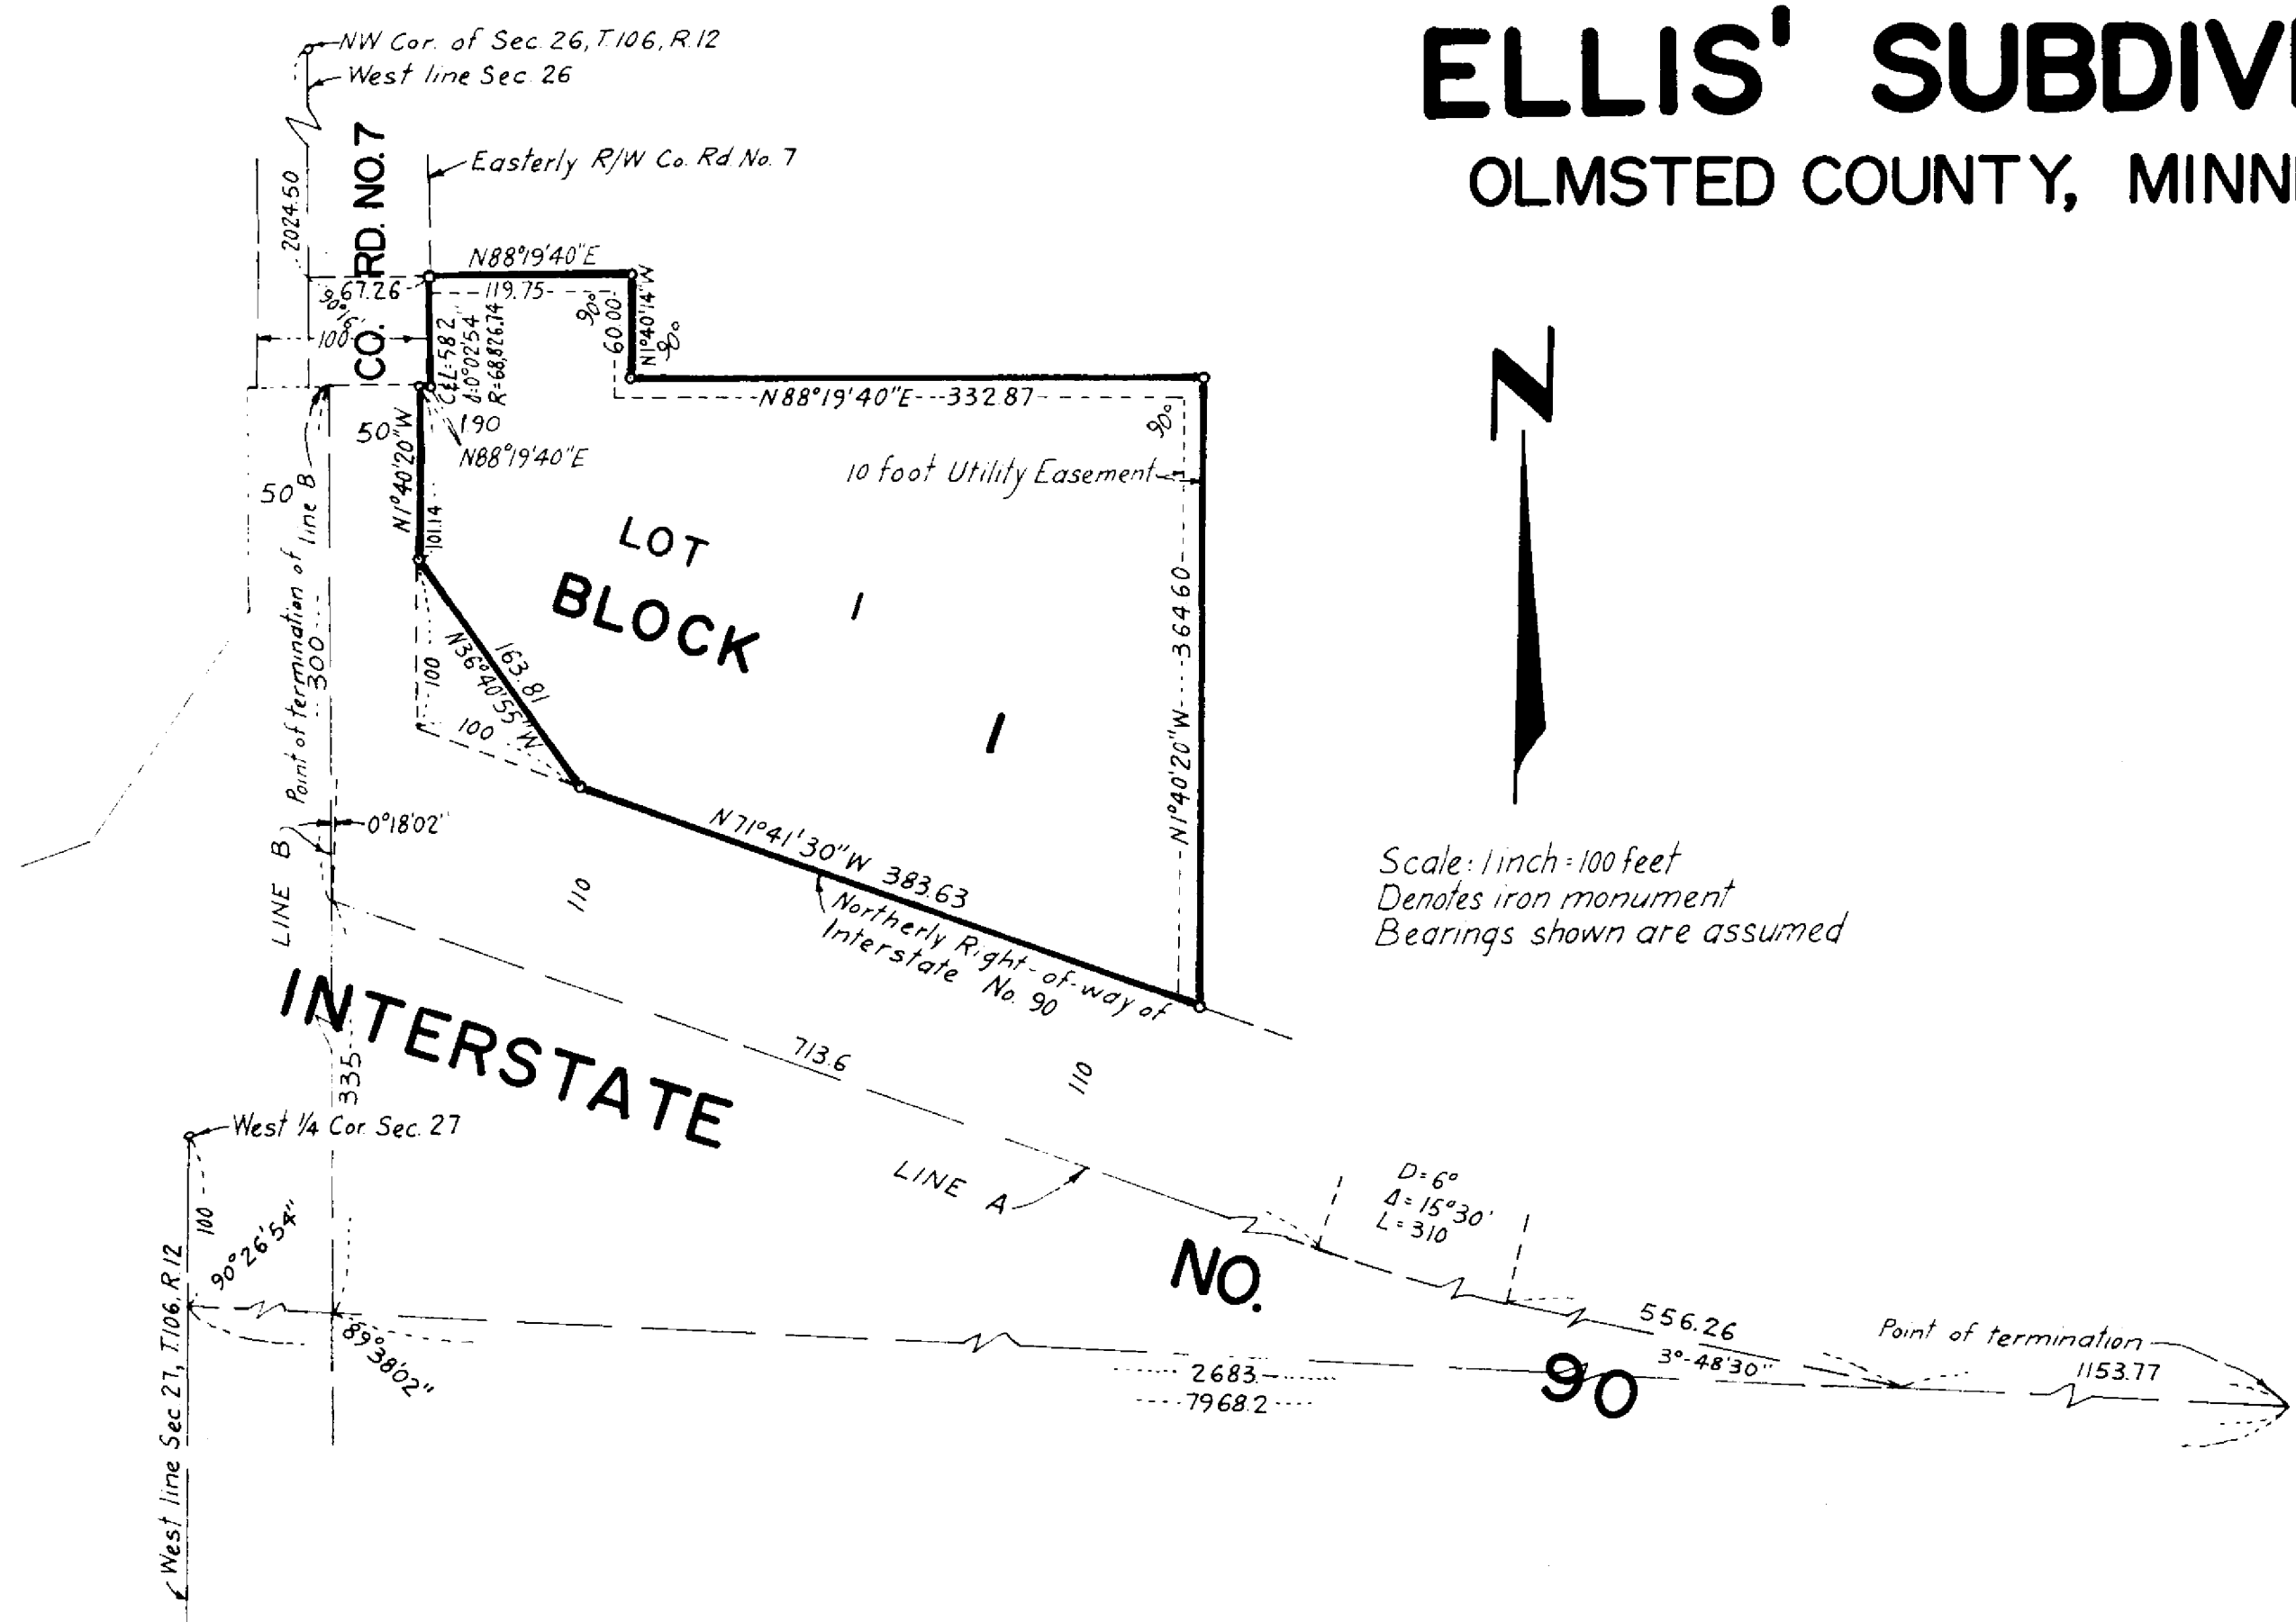 ELLIS' SUBDIV
OLMSTED COUNTY, MINN
NW Cor. of Sec. 26, T.106, R.12
West line Sec. 26
CO. RD. NO. 7
Easterly R/W Co. Rd. No. 7
2024.50
N88°19'40"E
67.26
119.75
90°16'
100
90°
60.00
N1°40'14"W
90°
C&L=58.2
Δ=0°02'54
R=68,826.74
N88°19'40"E---332.87
90°
50
1.90
N88°19'40"E
N1°40'20"W
101.14
50
10 foot Utility Easement
Point of termination of line B
300
LOT 1
BLOCK 1
N1°40'20"W---364.60
100
163.81
N36°40'55"W
100
0°18'02"
LINE B
N71°41'30"W 383.63
Northerly Right-of-way of
Interstate No. 90
110
110
Scale: 1 inch = 100 feet
Denotes iron monument
Bearings shown are assumed
N
INTERSTATE NO. 90
713.6
335
West 1/4 Cor. Sec. 27
100
90°26'54"
West line Sec. 27, T.106, R.12
89°38'02"
LINE A
D=6°
Δ=15°30'
L=310
556.26
3°-48'30"
Point of termination
1153.77
2683.
7968.2